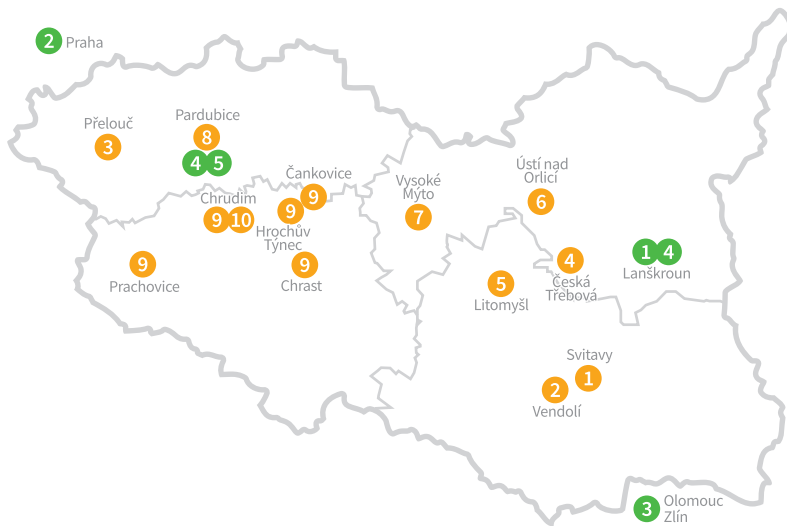 2 Praha
Přelouč
3
Pardubice
8
4 5
Čankovice
9
Chrudim
9 10
9
Hrochův
Týnec
9
Prachovice
9
Chrast
Vysoké
Mýto
7
Ústí nad
Orlicí
6
1 4
Lanškroun
4
Česká
Třebová
5
Litomyšl
Svitavy
1
2
Vendolí
3 Olomouc
Zlín